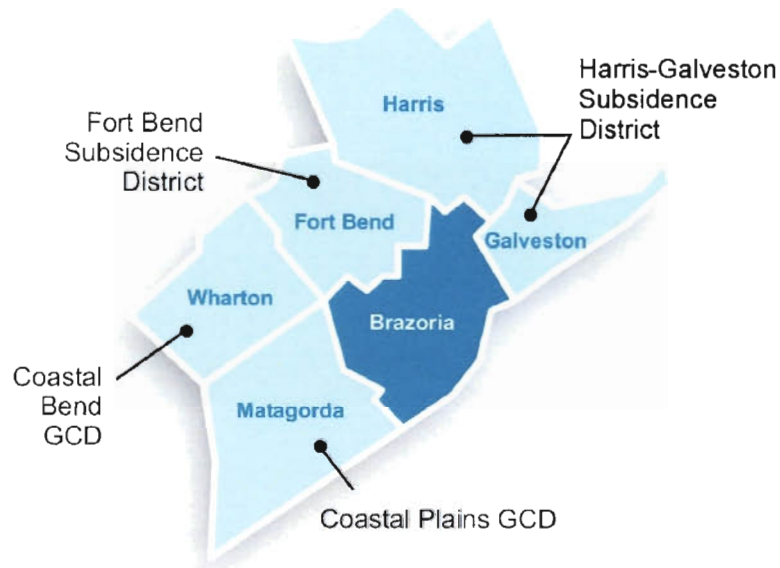 Harris-Galveston
Subsidence
District
Harris
Fort Bend
Subsidence
District
Fort Bend
Galveston
Wharton
Brazoria
Coastal
Bend
GCD
Matagorda
Coastal Plains GCD